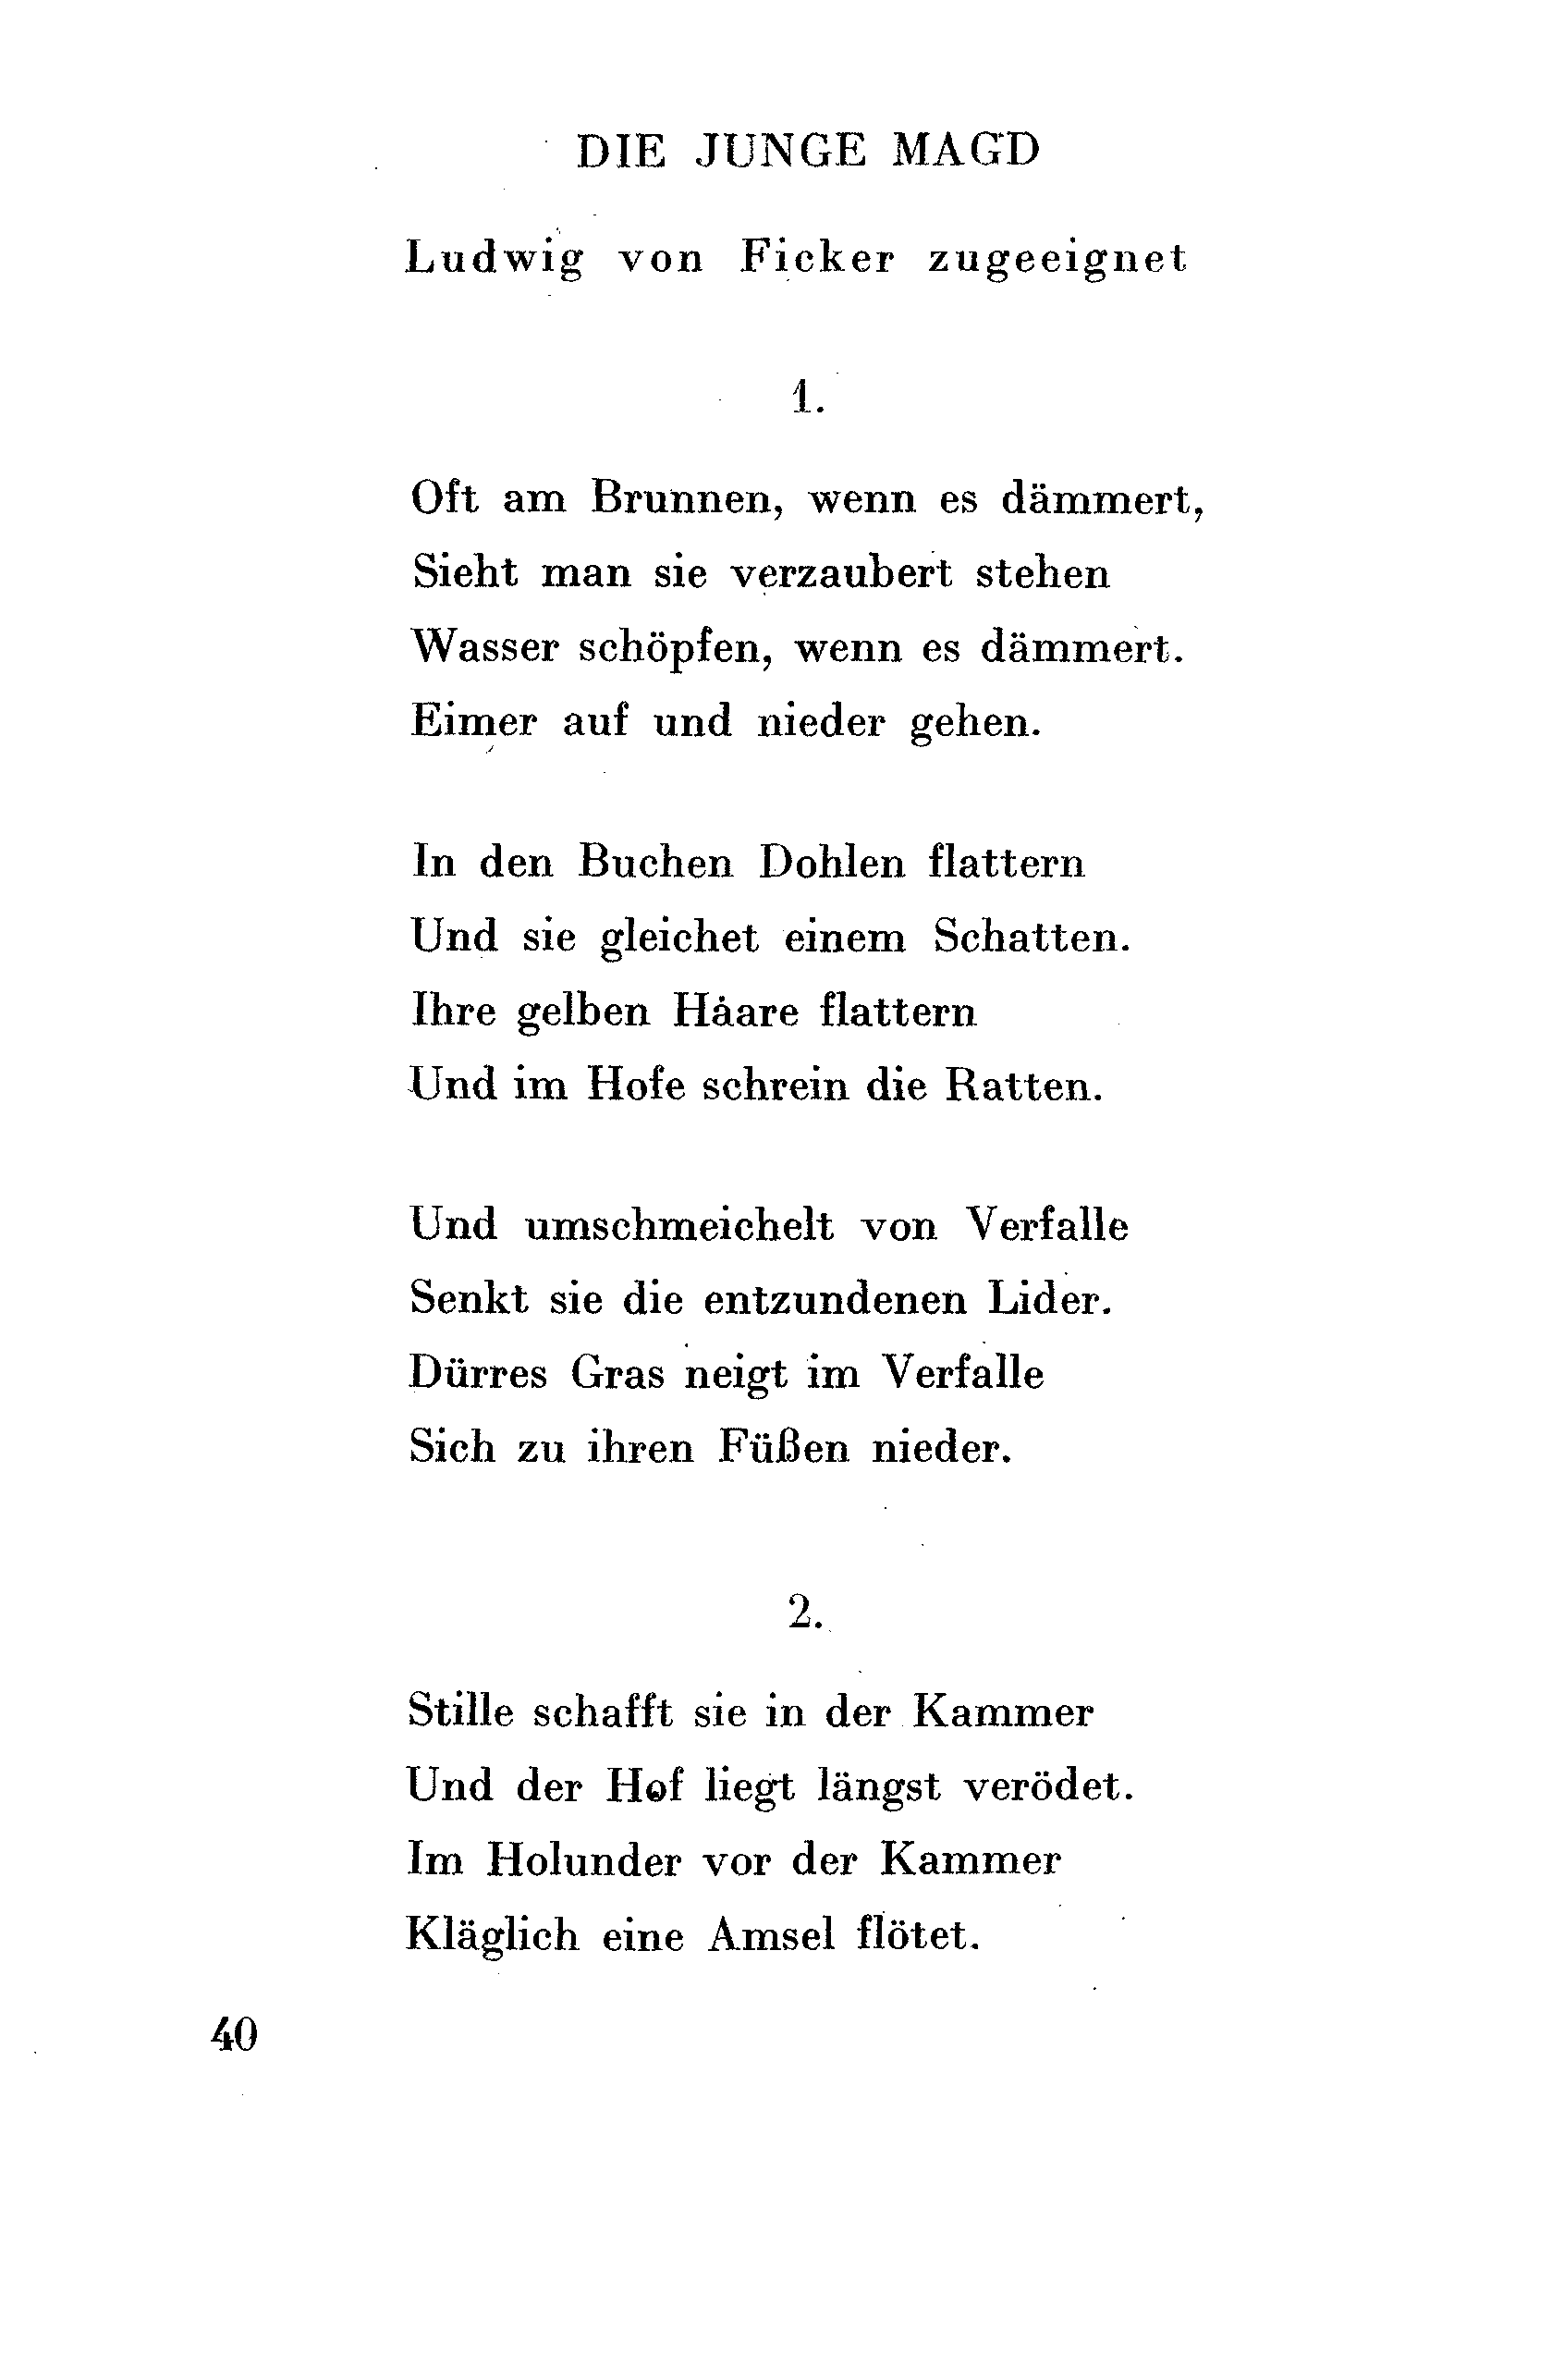 DIE JUNGE MAGD
Ludwig von Ficker zugeeignet
1.
Oft am Brunnen, wenn es dämmert,
Sieht man sie verzaubert stehen
Wasser schöpfen, wenn es dämmert.
Eimer auf und nieder gehen.
In den Buchen Dohlen flattern
Und sie gleichet einem Schatten.
Ihre gelben Haare flattern
Und im Hofe schrein die Ratten.
Und umschmeichelt von Verfalle
Senkt sie die entzundenen Lider.
Dürres Gras neigt im Verfalle
Sich zu ihren Füßen nieder.
2.
Stille schafft sie in der Kammer
Und der Hof liegt längst verödet.
Im Holunder vor der Kammer
Kläglich eine Amsel flötet.
40